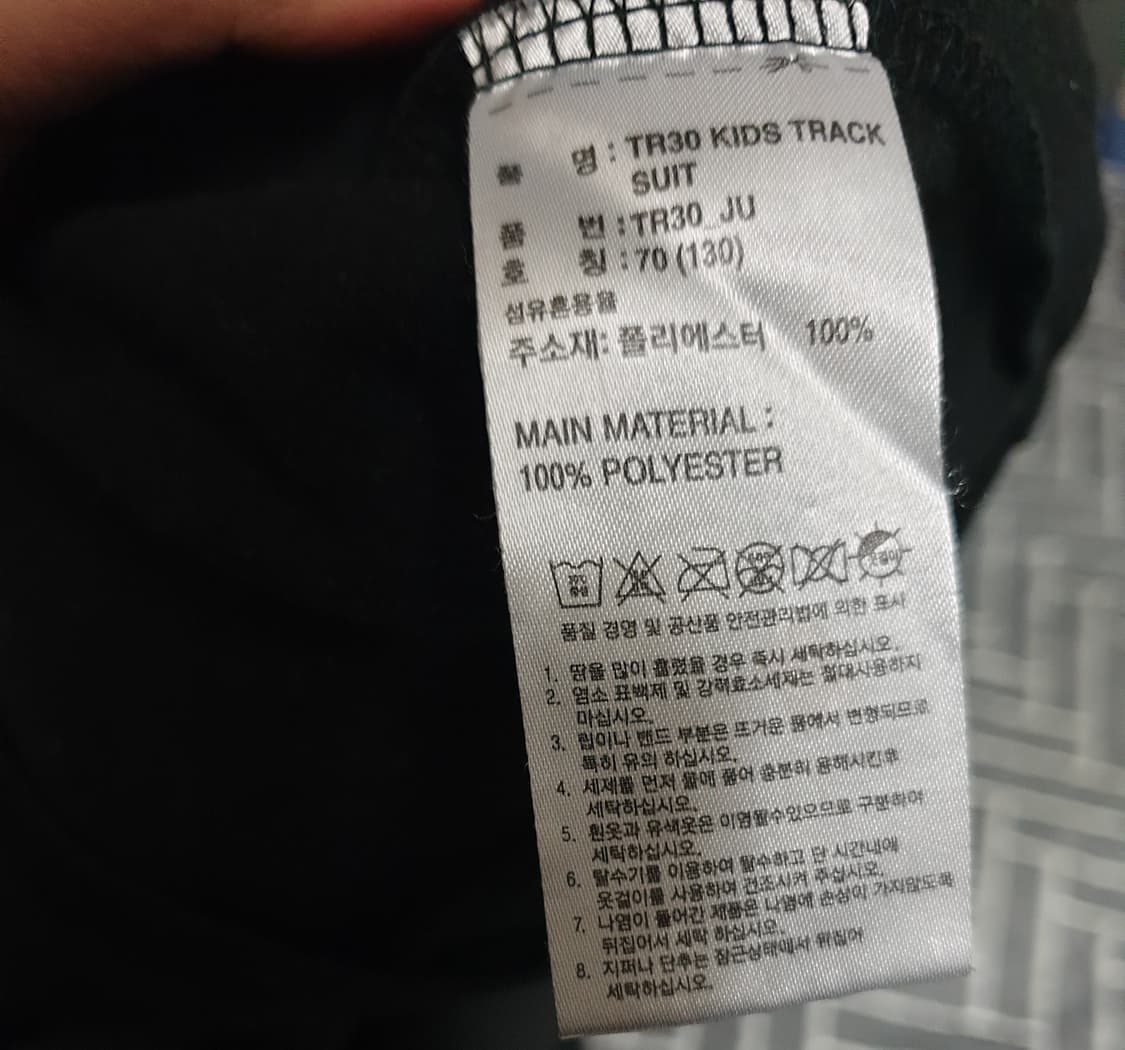 품 명 : TR30 KIDS TRACK
SUIT
품 번 : TR30_JU
호 칭 : 70 (130)
섬유혼용율
주소재: 폴리에스터 100%
MAIN MATERIAL :
100% POLYESTER
품질 경영 및 공산품 안전관리법에 의한 표시
1. 땀을 많이 흘렸을 경우 즉시 세탁하십시오.
2. 염소 표백제 및 강력효소세제는 절대사용하지
마십시오.
3. 립이나 밴드 부분은 뜨거운 물에서 변형되므로
특히 유의 하십시오.
4. 세제를 먼저 물에 풀어 충분히 용해시킨후
세탁하십시오.
5. 흰옷과 유색옷은 이염될수있으므로 구분하여
세탁하십시오.
6. 탈수기를 이용하여 탈수하고 단 시간내에
옷걸이를 사용하여 건조시켜 주십시오.
7. 나염이 들어간 제품은 나염에 손상이 가지않도록
뒤집어서 세탁 하십시오.
8. 지퍼나 단추는 잠근상태에서 뒤집어
세탁하십시오.